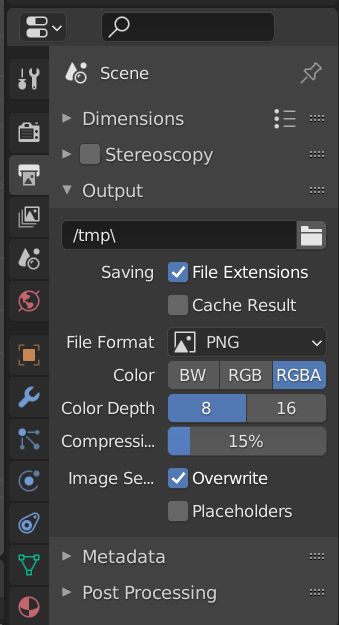 Scene
Dimensions
Stereoscopy
Output
/tmp\
Saving File Extensions
Cache Result
File Format PNG
Color BW RGB RGBA
Color Depth 8 16
Compressi... 15%
Image Se... Overwrite
Placeholders
Metadata
Post Processing